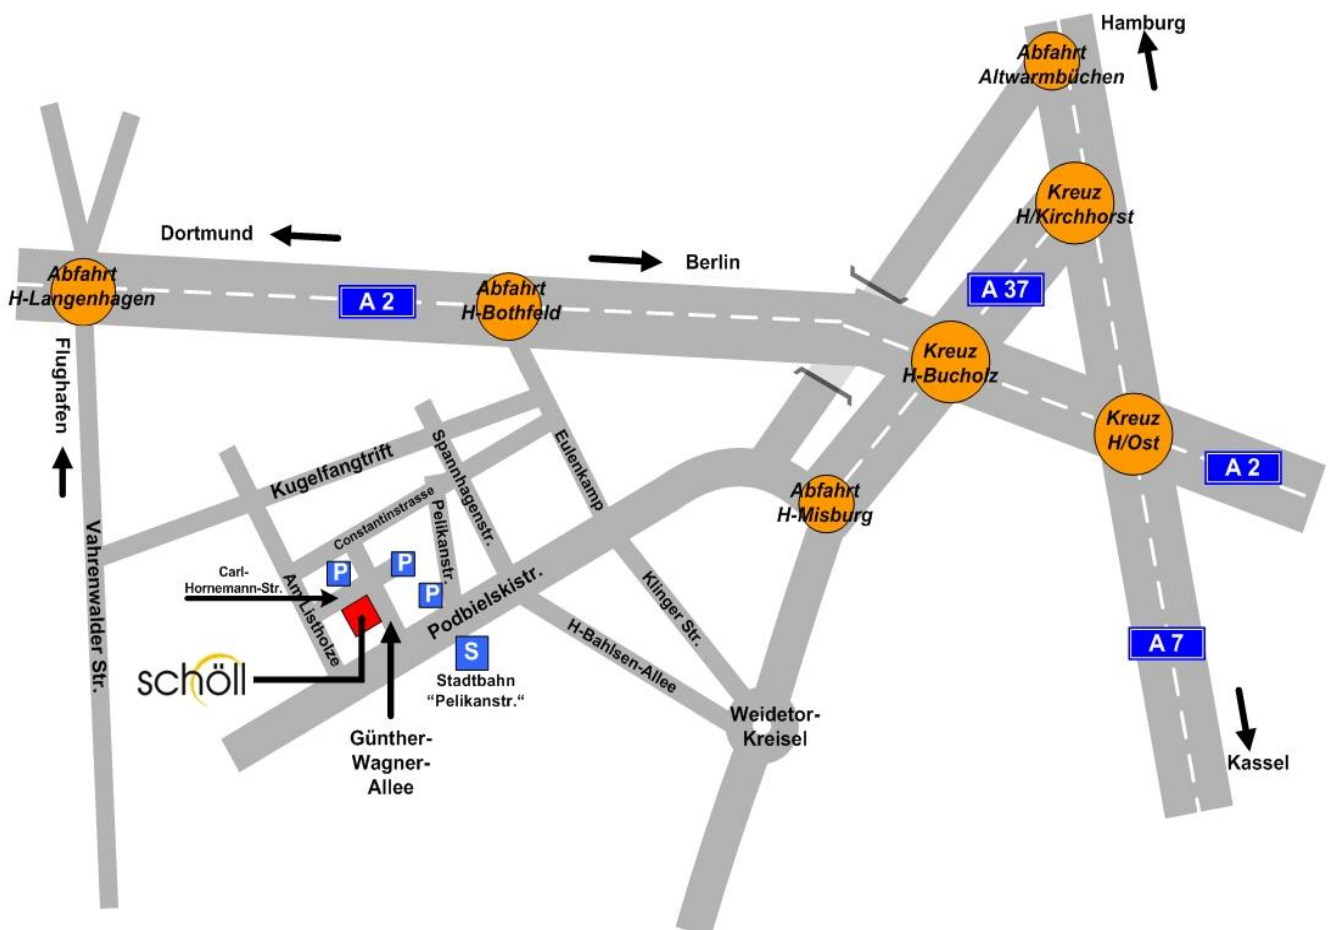 Hamburg
Abfahrt
Altwarmbüchen
Kreuz
H/Kirchhorst
Dortmund
Berlin
Abfahrt
H-Langenhagen
A 2
Abfahrt
H-Bothfeld
A 37
Kreuz
H-Bucholz
Flughafen
Kreuz
H/Ost
A 2
Kugelfangtrift
Spannhagenstr.
Eulenkamp
Abfahrt
H-Misburg
Constantinstrasse
Pelikanstr.
Vahrenwalder Str.
Carl-
Hornemann-Str.
Am Listholze
P
P
P
Podbielskistr.
Klinger Str.
H-Bahlsen-Allee
A 7
schöll
S
Stadtbahn
"Pelikanstr.“
Weidetor-
Kreisel
Günther-
Wagner-
Allee
Kassel